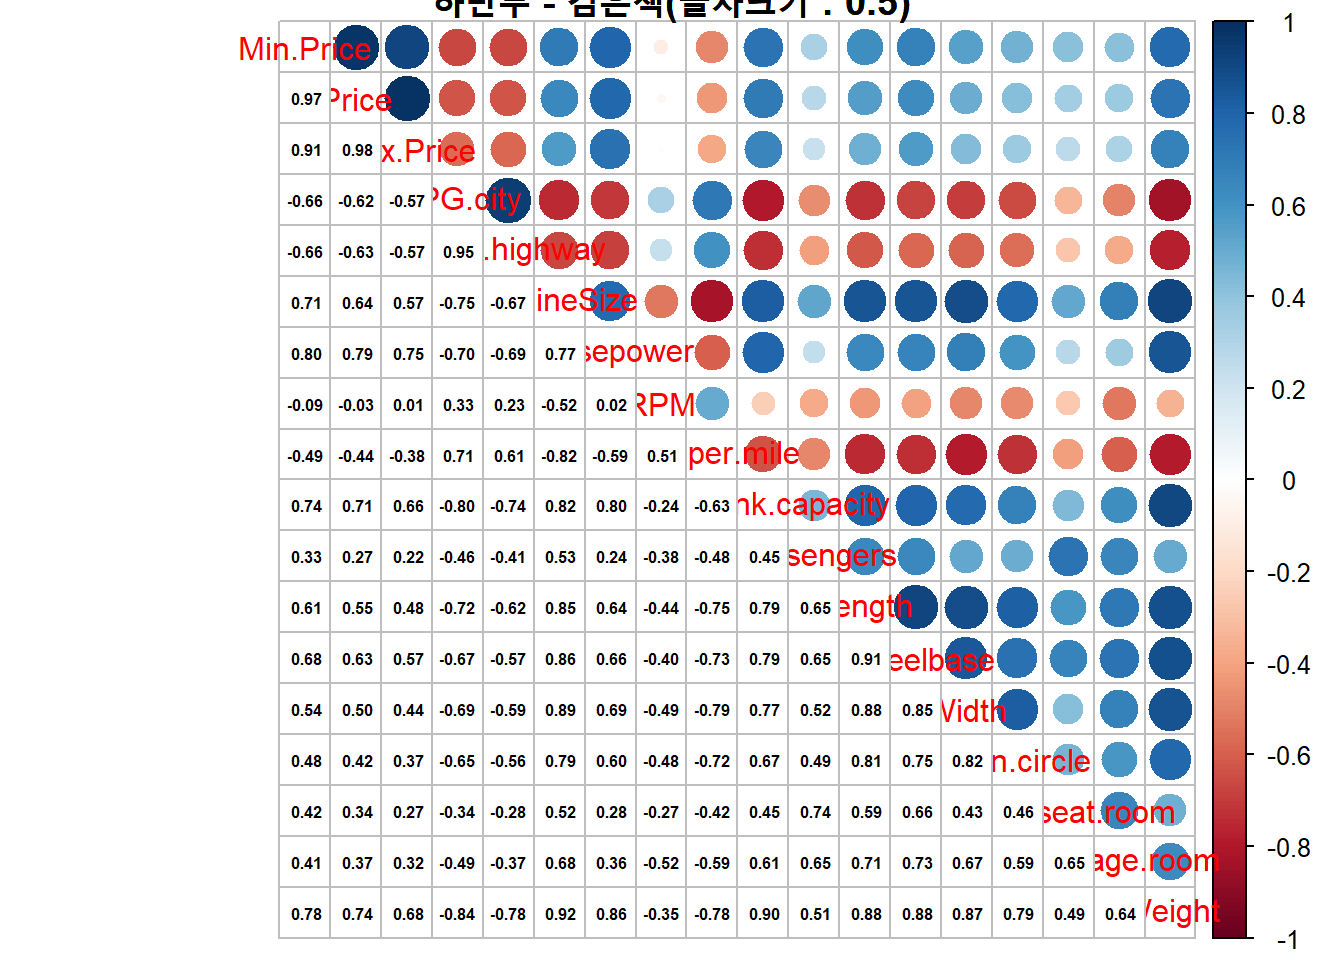 하단부 - 검은색(글자크기 : 0.5)
Min.Price
0.97 Price
0.91 0.98 x.Price
-0.66 -0.62 -0.57 PG.city
-0.66 -0.63 -0.57 0.95 .highway
0.71 0.64 0.57 -0.75 -0.67 ineSize
0.80 0.79 0.75 -0.70 -0.69 0.77 sepower
-0.09 -0.03 0.01 0.33 0.23 -0.52 0.02 RPM
-0.49 -0.44 -0.38 0.71 0.61 -0.82 -0.59 0.51 per.mile
0.74 0.71 0.66 -0.80 -0.74 0.82 0.80 -0.24 -0.63 nk.capacity
0.33 0.27 0.22 -0.46 -0.41 0.53 0.24 -0.38 -0.48 0.45 sengers
0.61 0.55 0.48 -0.72 -0.62 0.85 0.64 -0.44 -0.75 0.79 0.65 ength
0.68 0.63 0.57 -0.67 -0.57 0.86 0.66 -0.40 -0.73 0.79 0.65 0.91 eelbase
0.54 0.50 0.44 -0.69 -0.59 0.89 0.69 -0.49 -0.79 0.77 0.52 0.88 0.85 Width
0.48 0.42 0.37 -0.65 -0.56 0.79 0.60 -0.48 -0.72 0.67 0.49 0.81 0.75 0.82 n.circle
0.42 0.34 0.27 -0.34 -0.28 0.52 0.28 -0.27 -0.42 0.45 0.74 0.59 0.66 0.43 0.46 seat.room
0.41 0.37 0.32 -0.49 -0.37 0.68 0.36 -0.52 -0.59 0.61 0.65 0.71 0.73 0.67 0.59 0.65 age.room
0.78 0.74 0.68 -0.84 -0.78 0.92 0.86 -0.35 -0.78 0.90 0.51 0.88 0.88 0.87 0.79 0.49 0.64 Weight
1
0.8
0.6
0.4
0.2
0
-0.2
-0.4
-0.6
-0.8
-1